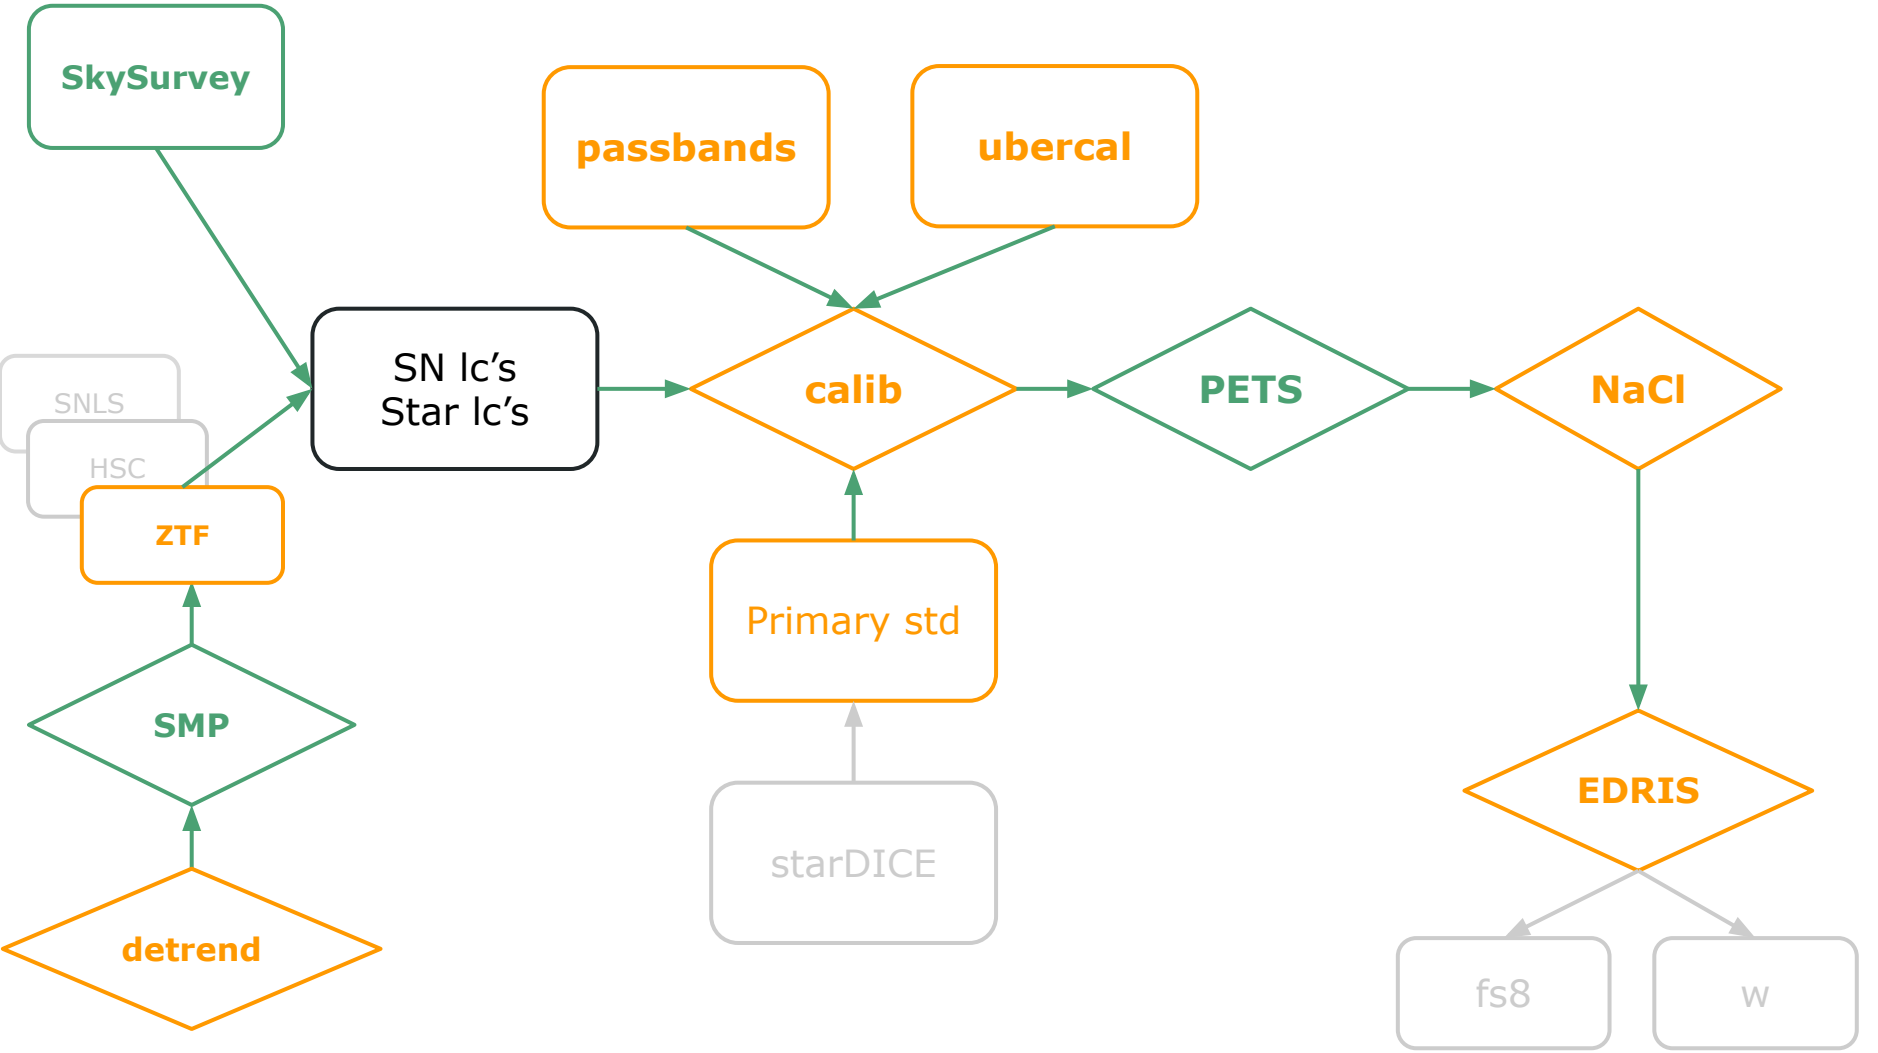 SkySurvey
passbands
ubercal
SN lc’s
Star lc’s
calib
PETS
NaCl
SNLS
HSC
ZTF
Primary std
SMP
EDRIS
starDICE
detrend
fs8
w